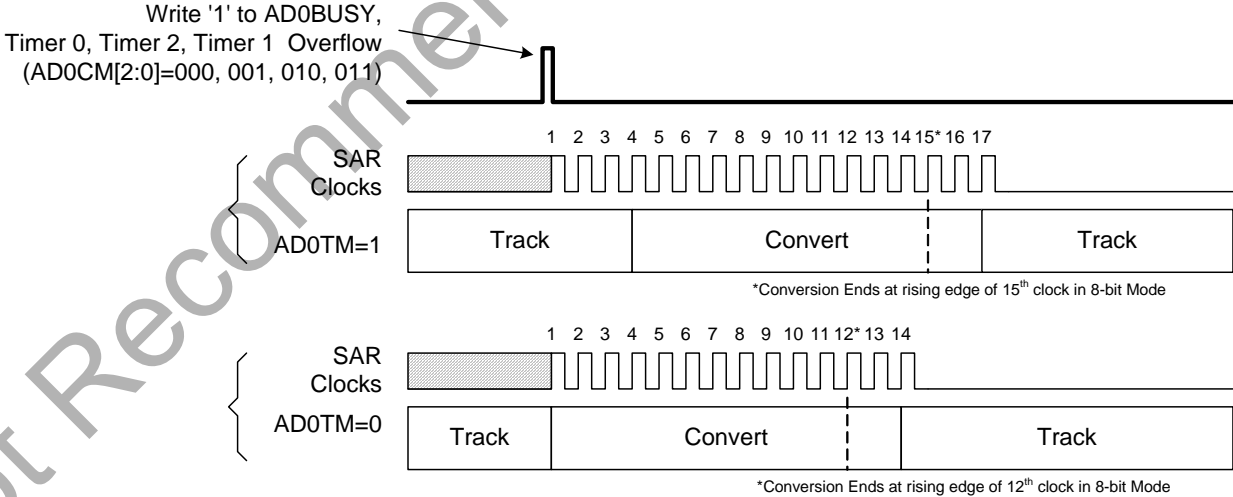 Write '1' to AD0BUSY,
Timer 0, Timer 2, Timer 1 Overflow
(AD0CM[2:0]=000, 001, 010, 011)
1 2 3 4 5 6 7 8 9 10 11 12 13 14 15* 16 17
SAR
Clocks
AD0TM=1
Track Convert Track
*Conversion Ends at rising edge of 15th clock in 8-bit Mode
1 2 3 4 5 6 7 8 9 10 11 12* 13 14
SAR
Clocks
AD0TM=0
Track Convert Track
*Conversion Ends at rising edge of 12th clock in 8-bit Mode